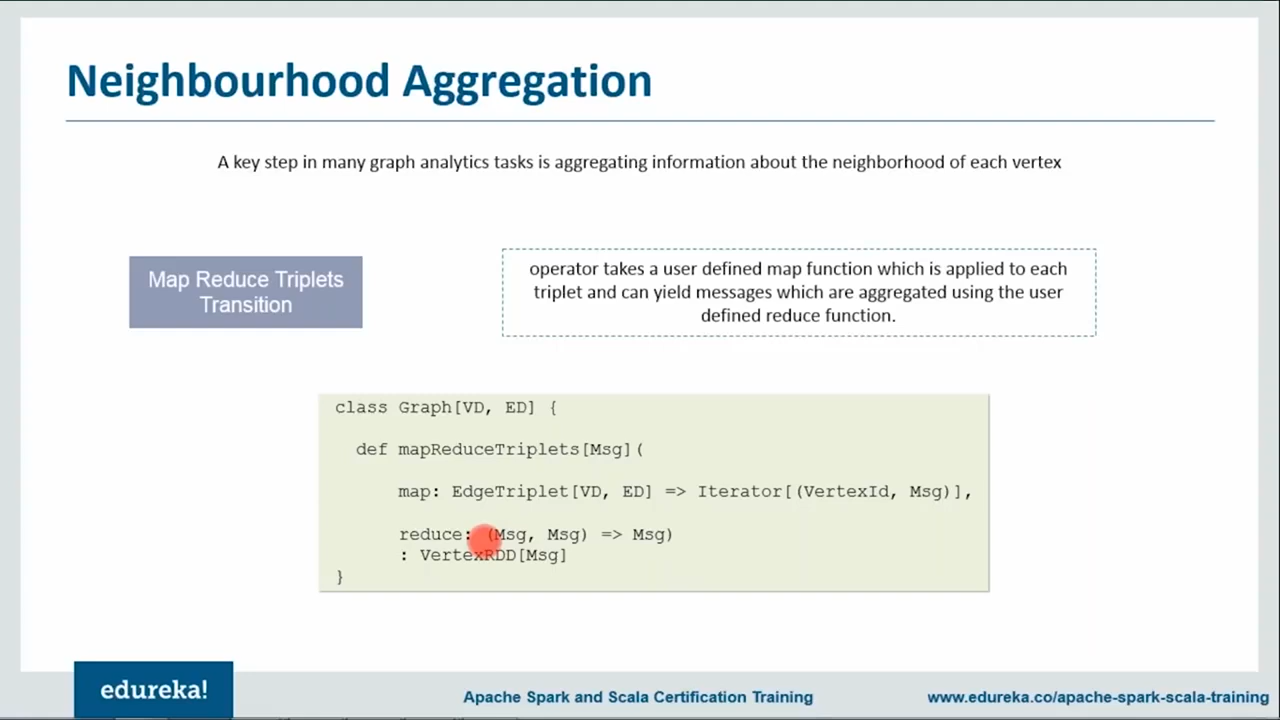 Neighbourhood Aggregation
A key step in many graph analytics tasks is aggregating information about the neighborhood of each vertex
Map Reduce Triplets
Transition
operator takes a user defined map function which is applied to each
triplet and can yield messages which are aggregated using the user
defined reduce function.
class Graph[VD, ED] {
def mapReduceTriplets[Msg](
map: EdgeTriplet[VD, ED] => Iterator[(VertexId, Msg)],
reduce: (Msg, Msg) => Msg)
: VertexRDD[Msg]
}
edureka!
Apache Spark and Scala Certification Training
www.edureka.co/apache-spark-scala-training